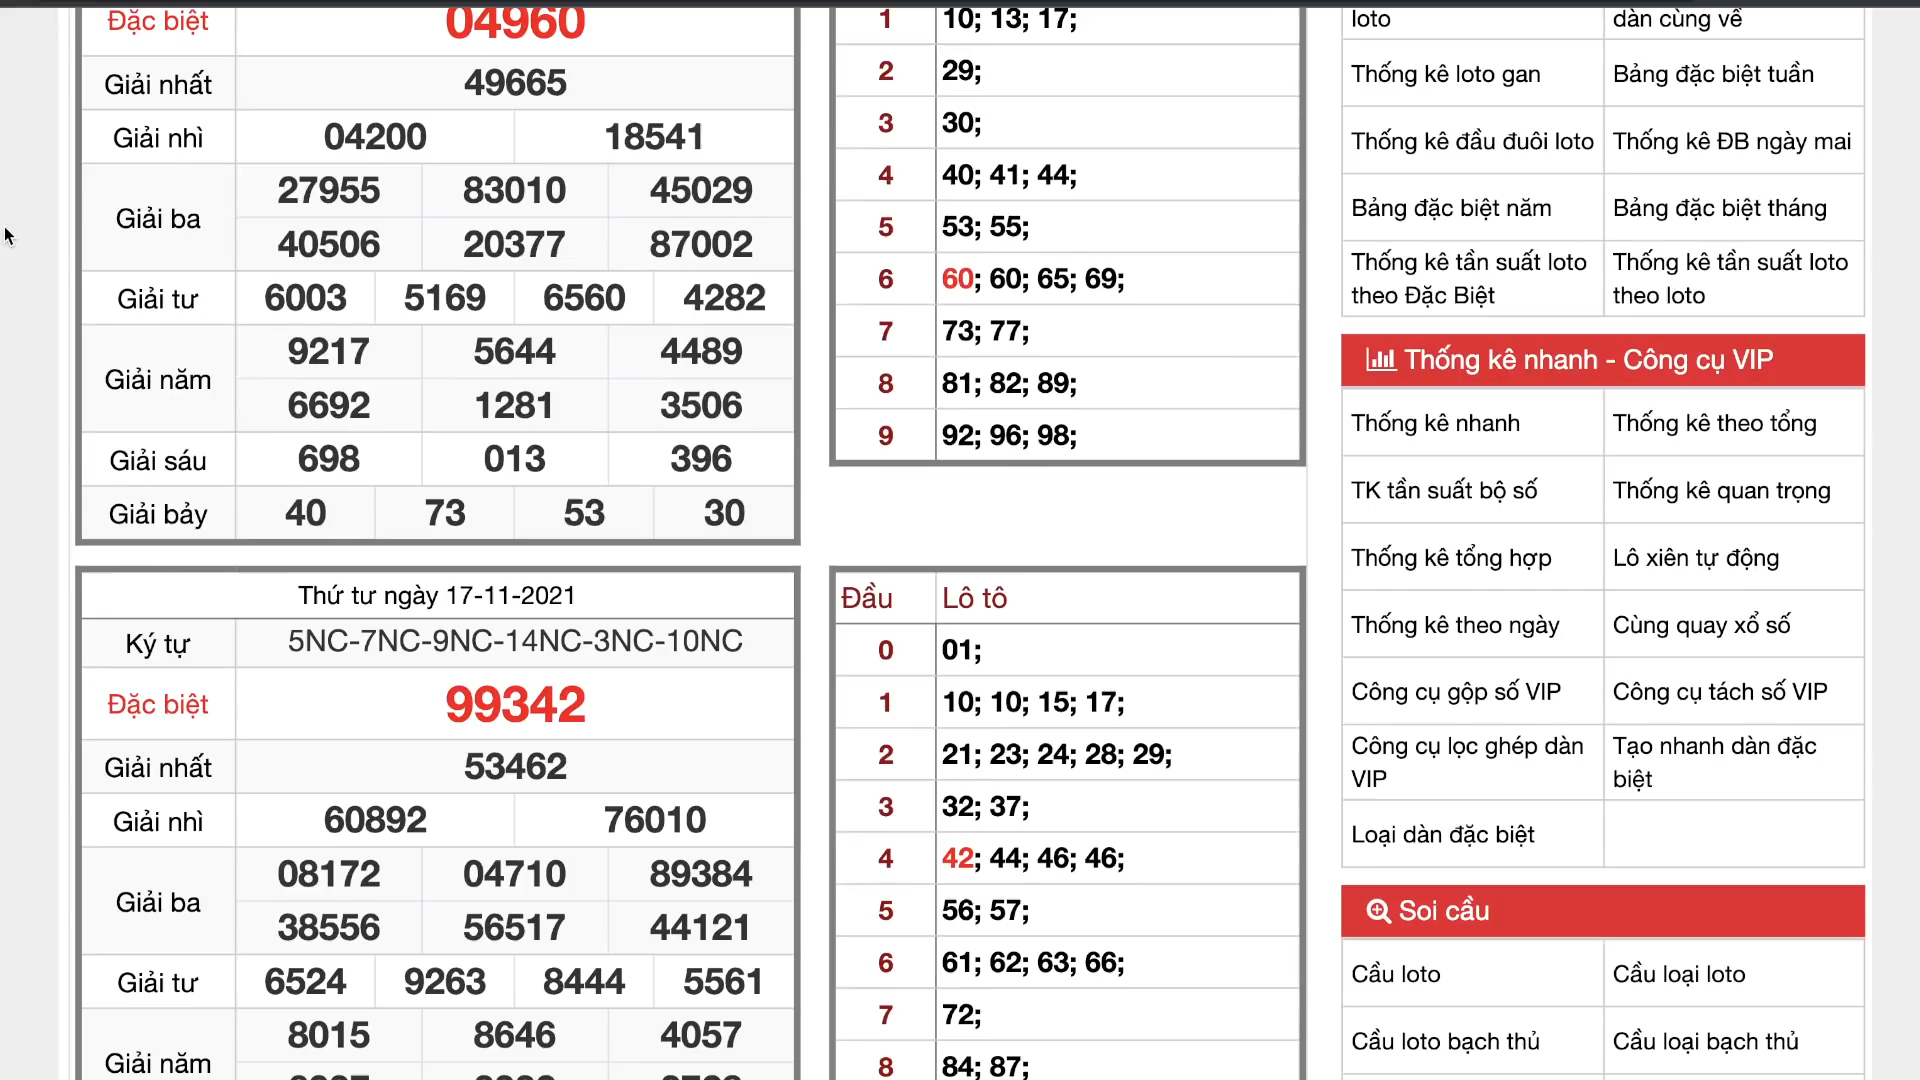 Đặc biệt 04960
Giải nhất 49665
Giải nhì 04200 18541
Giải ba 27955 83010 45029
40506 20377 87002
Giải tư 6003 5169 6560 4282
Giải năm 9217 5644 4489
6692 1281 3506
Giải sáu 698 013 396
Giải bảy 40 73 53 30
1 10; 13; 17;
2 29;
3 30;
4 40; 41; 44;
5 53; 55;
6 60; 60; 65; 69;
7 73; 77;
8 81; 82; 89;
9 92; 96; 98;
Thứ tư ngày 17-11-2021
Ký tự 5NC-7NC-9NC-14NC-3NC-10NC
Đặc biệt 99342
Giải nhất 53462
Giải nhì 60892 76010
Giải ba 08172 04710 89384
38556 56517 44121
Giải tư 6524 9263 8444 5561
Giải năm 8015 8646 4057
Đầu Lô tô
0 01;
1 10; 10; 15; 17;
2 21; 23; 24; 28; 29;
3 32; 37;
4 42; 44; 46; 46;
5 56; 57;
6 61; 62; 63; 66;
7 72;
8 84; 87;
loto dàn cùng về
Thống kê loto gan Bảng đặc biệt tuần
Thống kê đầu đuôi loto Thống kê ĐB ngày mai
Bảng đặc biệt năm Bảng đặc biệt tháng
Thống kê tần suất loto Thống kê tần suất loto
theo Đặc Biệt theo loto
Thống kê nhanh - Công cụ VIP
Thống kê nhanh Thống kê theo tổng
TK tần suất bộ số Thống kê quan trọng
Thống kê tổng hợp Lô xiên tự động
Thống kê theo ngày Cùng quay xổ số
Công cụ gộp số VIP Công cụ tách số VIP
Công cụ lọc ghép dàn Tạo nhanh dàn đặc
VIP biệt
Loại dàn đặc biệt
Soi cầu
Cầu loto Cầu loại loto
Cầu loto bạch thủ Cầu loại bạch thủ